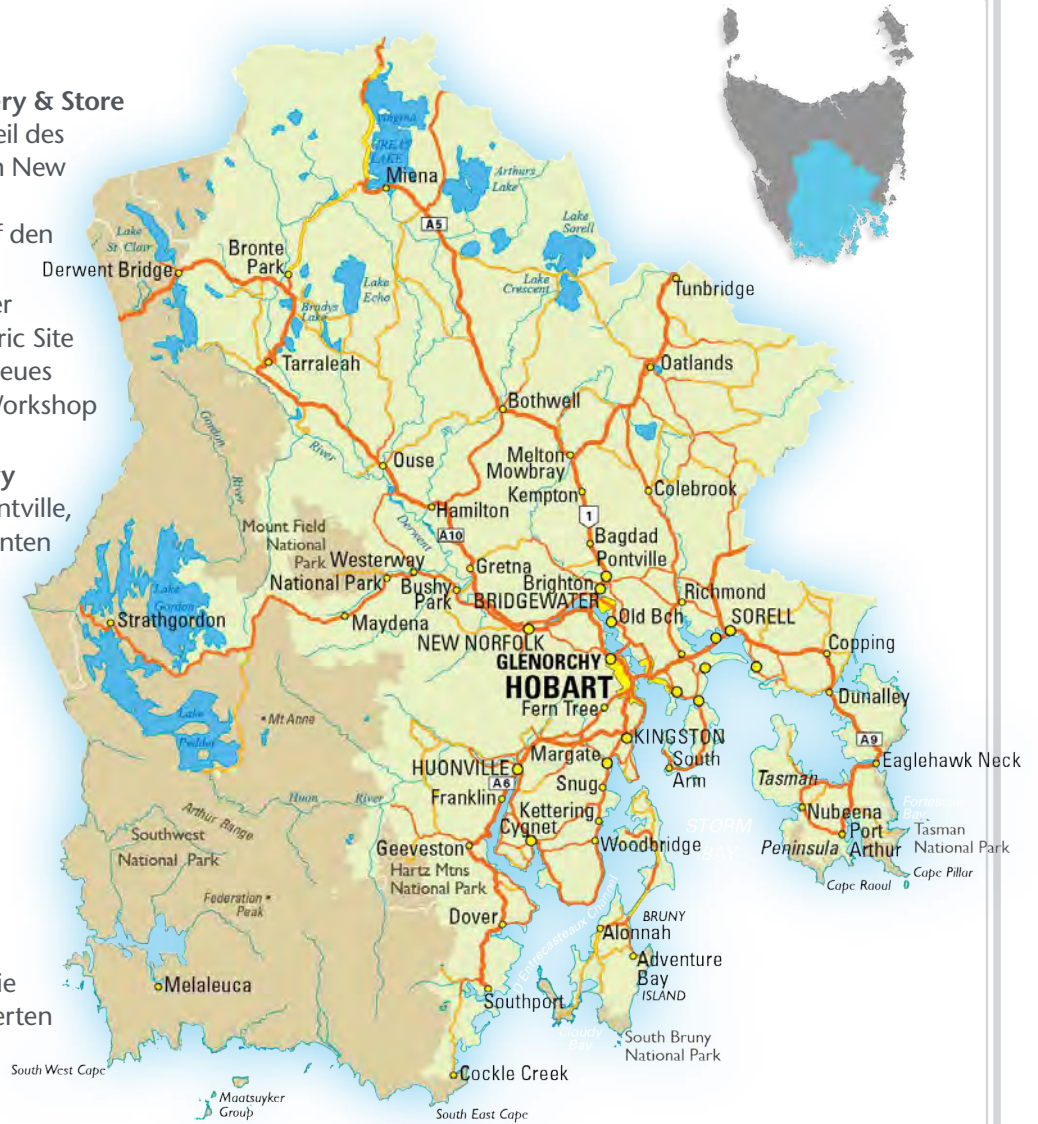 ery & Store
eil des
n New
f den
er
ric Site
eues
Workshop
ry
ntville,
nten
ie
erten
GREAT
LAKE
Miena
Arthurs
Lake
A5
Lake
Sorell
Lake
St Clair
Bronte
Park
Derwent Bridge
Lake
Echo
Lake
Crescent
Tunbridge
Bradys
Lake
Tarraleah
Oatlands
Bothwell
Gordon
River
River
Ouse
Melton
Mowbray
Kempton
Colebrook
Hamilton
1
Derwent
A10
Bagdad
Mount Field
National
Park
Westerway
Pontville
Gretna
National Park
Bushy
Park
Brighton
BRIDGEWATER
Richmond
Lake
Gordon
Strathgordon
Maydena
Old Bch
SORELL
NEW NORFOLK
Copping
GLENORCHY
HOBART
Dunalley
Fern Tree
Lake
Pedder
Mt Anne
KINGSTON
A9
Margate
South
Arm
Eaglehawk Neck
HUONVILLE
A6
Snug
Tasman
Franklin
Huon River
Kettering
Nubeena
Arthur Range
Cygnet
STORM
BAY
Port
Arthur
Tasman
National Park
Southwest
National Park
Geeveston
Woodbridge
Peninsula
Hartz Mtns
National Park
Cape Raoul
Cape Pillar
Federation
Peak
Dover
BRUNY
Alonnah
D'Entrecasteaux Channel
Adventure
Bay
ISLAND
Melaleuca
Southport
Cloudy
Bay
South Bruny
National Park
South West Cape
Cockle Creek
Maatsuyker
Group
South East Cape